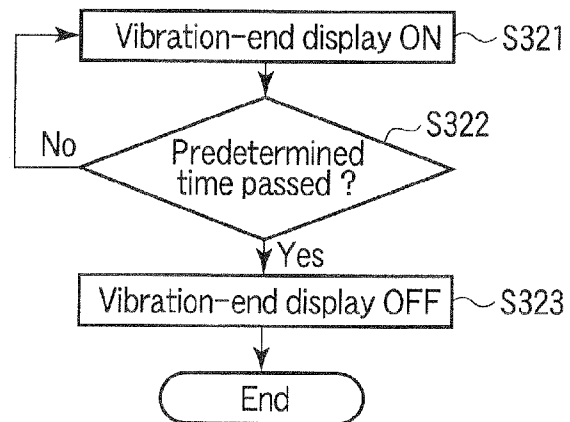 Vibration-end display ON
S321
S322
No
Predetermined
time passed ?
Yes
Vibration-end display OFF
S323
End